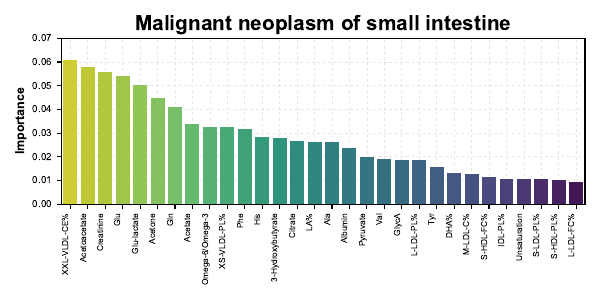 Malignant neoplasm of small intestine
Importance
0.07
0.06
0.05
0.04
0.03
0.02
0.01
0.00
XXL-VLDL-CE%
Acetoacetate
Creatinine
Glu
Glu-lactate
Acetone
Gln
Acetate
Omega-6/Omega-3
XS-VLDL-PL%
Phe
His
3-Hydroxybutyrate
Citrate
LA%
Ala
Albumin
Pyruvate
Val
GlycA
L-LDL-PL%
Tyr
DHA%
M-LDL-C%
S-HDL-FC%
IDL-PL%
Unsaturation
S-LDL-PL%
S-HDL-PL%
L-LDL-FC%